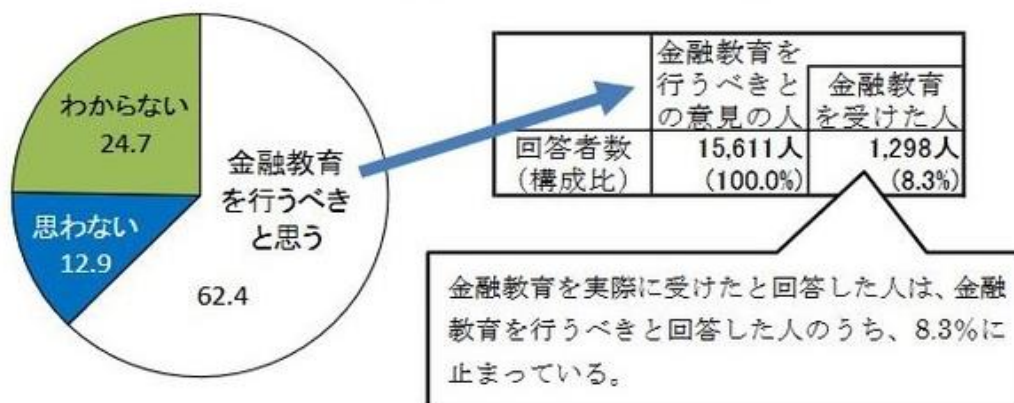 わからない
24.7
思わない
12.9
金融教育
を行うべき
と思う
62.4
金融教育を
行うべきと
の意見の人
金融教育
を受けた人
回答者数
(構成比)
15,611人
(100.0%)
1,298人
(8.3%)
金融教育を実際に受けたと回答した人は、金融
教育を行うべきと回答した人のうち、8.3%に
止まっている。